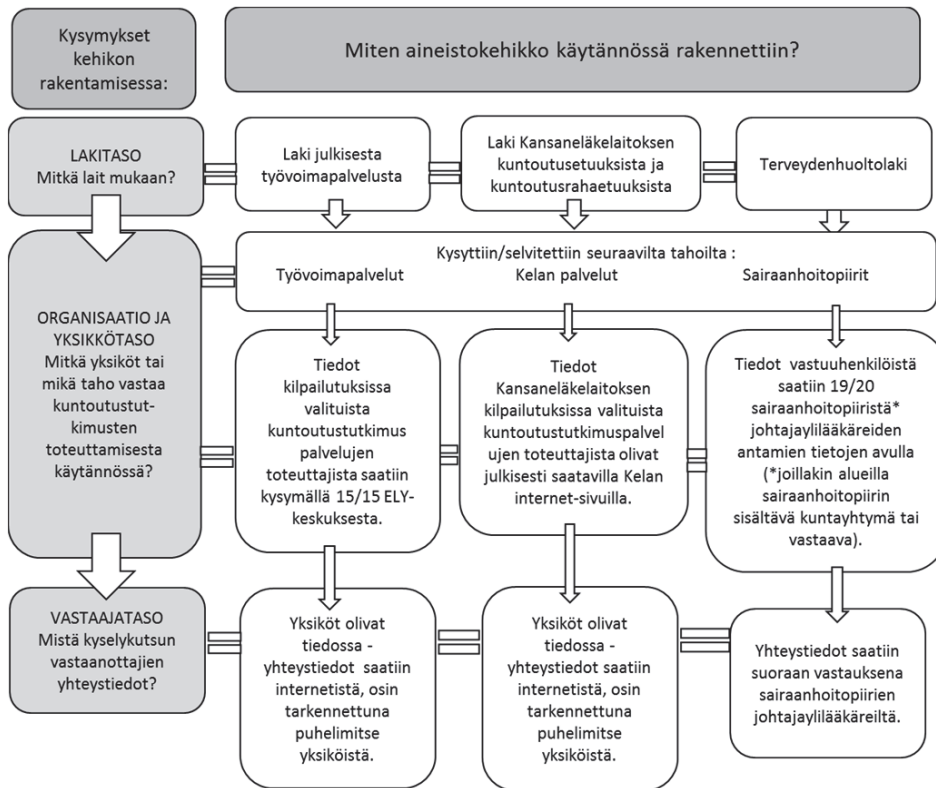 Kysymykset
kehikon
rakentamisessa:
Miten aineistokehikko käytännössä rakennettiin?
LAKITASO
Mitkä lait mukaan?
Laki julkisesta
työvoimapalvelusta
Laki Kansaneläkelaitoksen
kuntoutusetuuksista ja
kuntoutusrahaetuuksista
Terveydenhuoltolaki
ORGANISAATIO JA
YKSIKKÖTASO
Mitkä yksiköt tai
mikä taho vastaa
kuntoutustut-
kimusten
toteuttamisesta
käytännössä?
Kysyttiin/selvitettiin seuraavilta tahoilta :
Työvoimapalvelut
Kelan palvelut
Sairaanhoitopiirit
Tiedot
kilpailutuksissa
valituista
kuntoutustutkimus
palvelujen
toteuttajista saatiin
kysymällä 15/15 ELY-
keskuksesta.
Tiedot
Kansaneläkelaitoksen
kilpailutuksissa valituista
kuntoutustutkimuspalvel
ujen toteuttajista olivat
julkisesti saatavilla Kelan
internet-sivuilla.
Tiedot vastuuhenkilöistä
saatiin 19/20
sairaanhoitopiiristä*
johtajaylilääkäreiden
antamien tietojen avulla
(*joillakin alueilla
sairaanhoitopiirin
sisältävä kuntayhtymä tai
vastaava).
VASTAAJATASO
Mistä kyselykutsun
vastaanottajien
yhteystiedot?
Yksiköt olivat
tiedossa -
yhteystiedot saatiin
internetistä, osin
tarkennettuna
puhelimitse
yksiköistä.
Yksiköt olivat
tiedossa -
yhteystiedot saatiin
internetistä, osin
tarkennettuna
puhelimitse
yksiköistä.
Yhteystiedot saatiin
suoraan vastauksena
sairaanhoitopiirien
johtajaylilääkäreiltä.